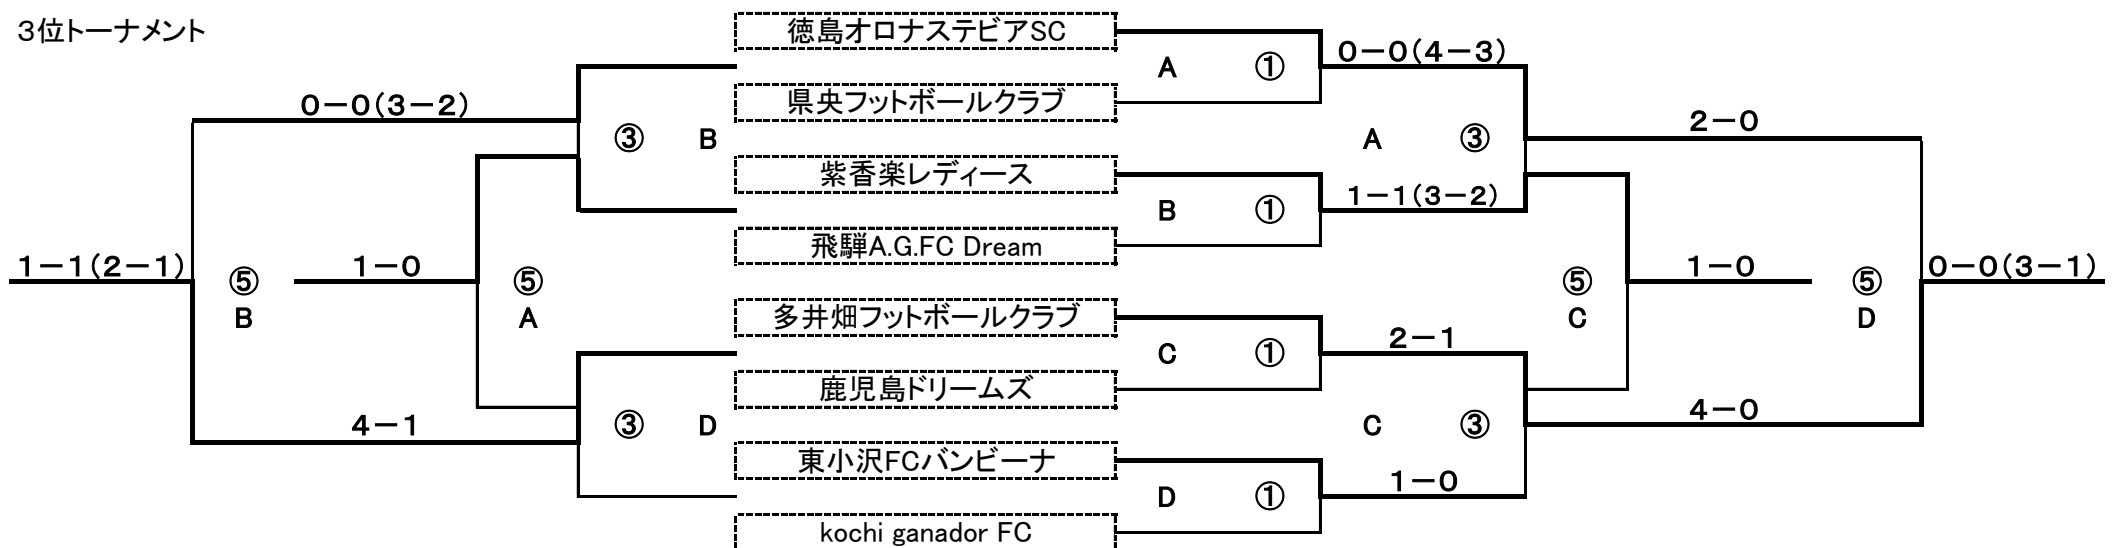 ３位トーナメント
徳島オロナステビアSC
県央フットボールクラブ
紫香楽レディース
飛騨A.G.FC Dream
多井畑フットボールクラブ
鹿児島ドリームズ
東小沢FCバンビーナ
kochi ganador FC
A ①
B ①
C ①
D ①
0－0(4－3)
1－1(3－2)
2－1
1－0
A ③
C ③
2－0
4－0
⑤
C
1－0
⑤
D
0－0(3－1)
③ B
③ D
0－0(3－2)
4－1
⑤
A
1－0
⑤
B
1－1(2－1)